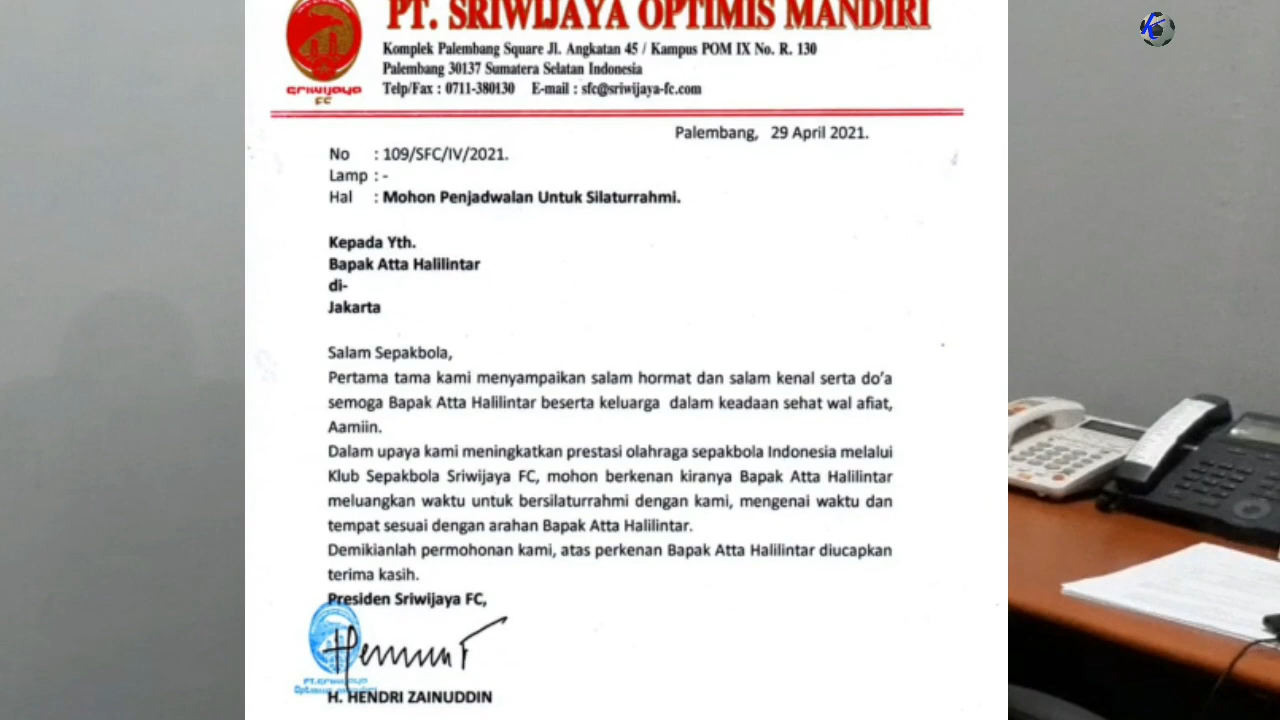 PT. SRIWIJAYA OPTIMIS MANDIRI
Komplek Palembang Square Jl. Angkatan 45 / Kampus POM IX No. R. 130
Palembang 30137 Sumatera Selatan Indonesia
Telp/Fax : 0711-380130 E-mail : sfc@sriwijaya-fc.com
sriwijaya
FC
Palembang, 29 April 2021.
No : 109/SFC/IV/2021.
Lamp : -
Hal : Mohon Penjadwalan Untuk Silaturrahmi.
Kepada Yth.
Bapak Atta Halilintar
di-
Jakarta
Salam Sepakbola,
Pertama tama kami menyampaikan salam hormat dan salam kenal serta do'a
semoga Bapak Atta Halilintar beserta keluarga dalam keadaan sehat wal afiat,
Aamiin.
Dalam upaya kami meningkatkan prestasi olahraga sepakbola Indonesia melalui
Klub Sepakbola Sriwijaya FC, mohon berkenan kiranya Bapak Atta Halilintar
meluangkan waktu untuk bersilaturrahmi dengan kami, mengenai waktu dan
tempat sesuai dengan arahan Bapak Atta Halilintar.
Demikianlah permohonan kami, atas perkenan Bapak Atta Halilintar diucapkan
terima kasih.
Presiden Sriwijaya FC,
PT. Sriwijaya
Optimis Mandiri
H. HENDRI ZAINUDDIN
K